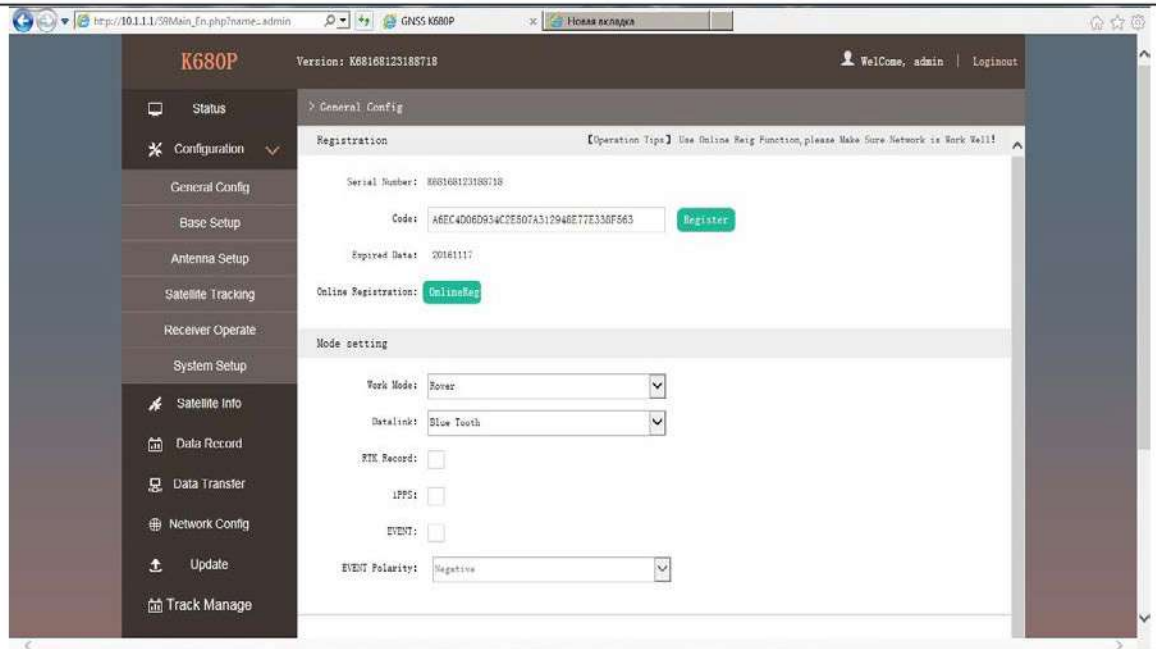 http://10.1.1.1/S9Main_En.php?name=admin
GNSS K680P
Новая вкладка
K680P
Version: K68168123188718
WelCome, admin | Loginout
Status
> General Config
Configuration
Registration
【Operation Tips】 Use Online Reig Function,please Make Sure Network is Work Well!
General Config
Serial Number: K68168123188718
Base Setup
Code: A6EC4D06D934C2E507A312948E77E338F563
Register
Antenna Setup
Expired Data: 20161117
Satellite Tracking
Online Registration: OnlineReg
Receiver Operate
Mode setting
System Setup
Work Mode: Rover
Satellite Info
Datalink: Blue Tooth
Data Record
RTK Record:
Data Transfer
1PPS:
Network Config
EVENT:
Update
EVENT Polarity: Negative
Track Manage